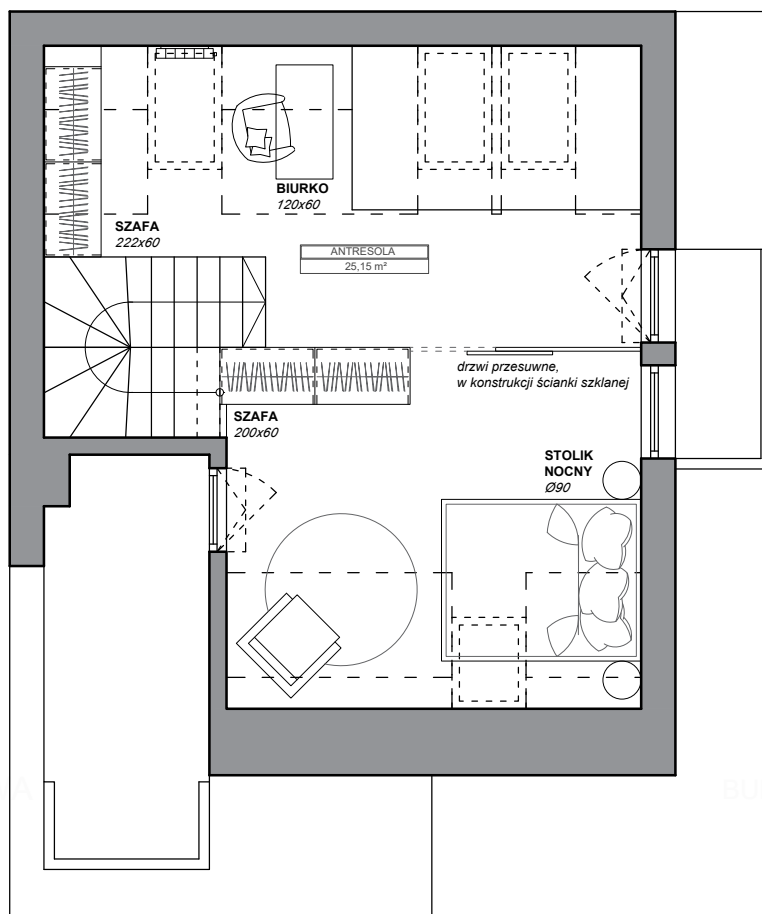 BIURKO
120x60
SZAFA
222x60
ANTRESOLA
25,15 m²
drzwi przesuwne,
w konstrukcji ścianki szklanej
SZAFA
200x60
STOLIK
NOCNY
Ø90